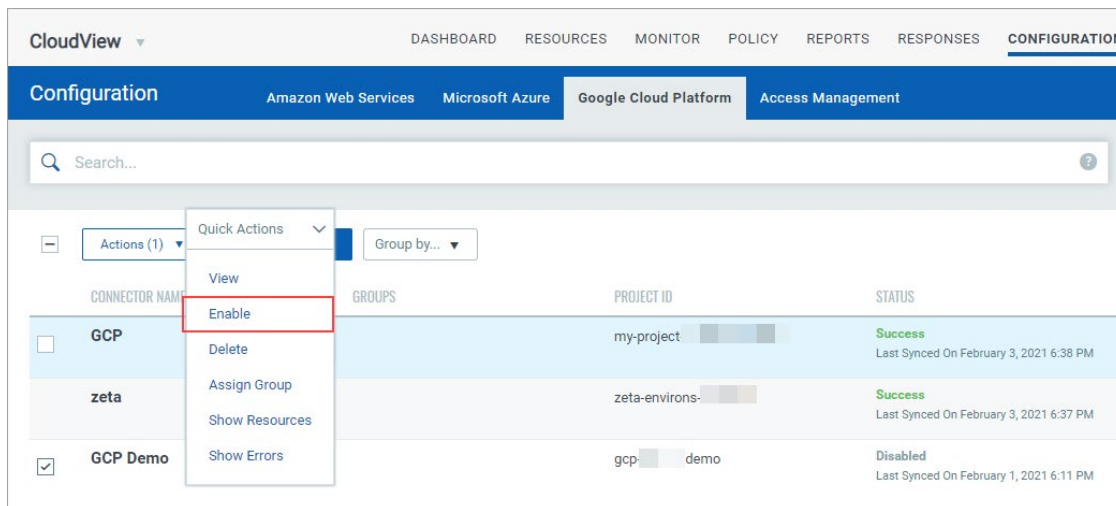 CloudView
DASHBOARD RESOURCES MONITOR POLICY REPORTS RESPONSES CONFIGURATION
Configuration Amazon Web Services Microsoft Azure Google Cloud Platform Access Management
Search...
Actions (1) Quick Actions Group by...
View
CONNECTOR NAME GROUPS PROJECT ID STATUS
Enable
GCP my-project Success
Last Synced On February 3, 2021 6:38 PM
Delete
Assign Group
zeta zeta-environs- Success
Last Synced On February 3, 2021 6:37 PM
Show Resources
Show Errors
GCP Demo gcp- demo Disabled
Last Synced On February 1, 2021 6:11 PM